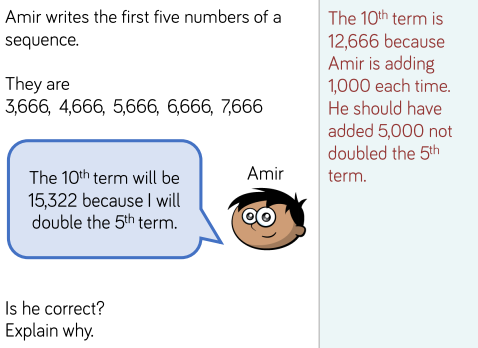 Amir writes the first five numbers of a
sequence.
They are
3,666, 4,666, 5,666, 6,666, 7,666
The 10th term will be
15,322 because I will
double the 5th term.
Amir
Is he correct?
Explain why.
The 10th term is
12,666 because
Amir is adding
1,000 each time.
He should have
added 5,000 not
doubled the 5th
term.